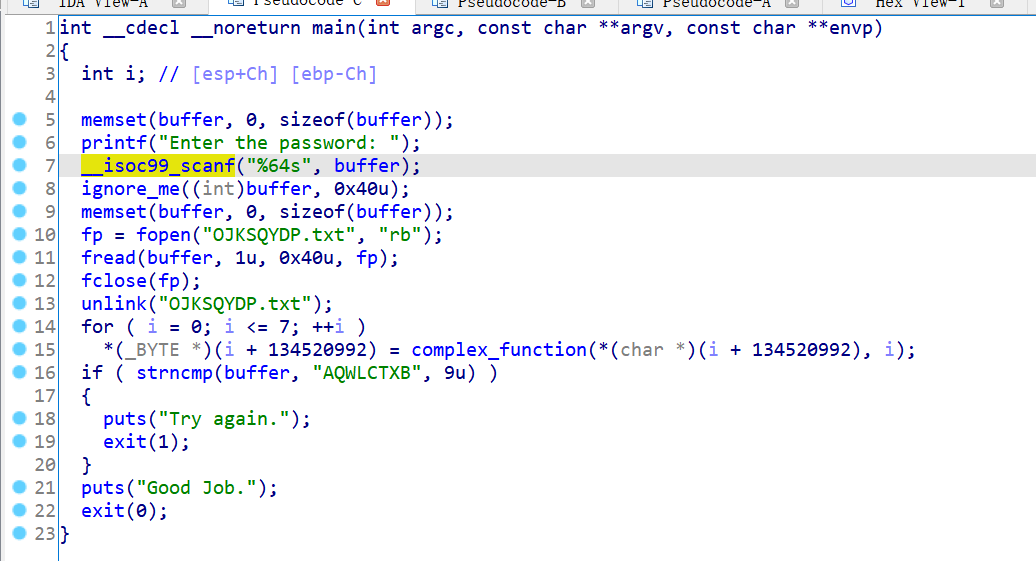 IDA View-A Pseudocode-C Pseudocode-B Pseudocode-A Hex View-1
1 int __cdecl __noreturn main(int argc, const char **argv, const char **envp)
2 {
3 int i; // [esp+Ch] [ebp-Ch]
4
5 memset(buffer, 0, sizeof(buffer));
6 printf("Enter the password: ");
7 __isoc99_scanf("%64s", buffer);
8 ignore_me((int)buffer, 0x40u);
9 memset(buffer, 0, sizeof(buffer));
10 fp = fopen("OJKSQYDP.txt", "rb");
11 fread(buffer, 1u, 0x40u, fp);
12 fclose(fp);
13 unlink("OJKSQYDP.txt");
14 for ( i = 0; i <= 7; ++i )
15 *(_BYTE *)(i + 134520992) = complex_function(*(char *)(i + 134520992), i);
16 if ( strncmp(buffer, "AQWLCTXB", 9u) )
17 {
18 puts("Try again.");
19 exit(1);
20 }
21 puts("Good Job.");
22 exit(0);
23 }